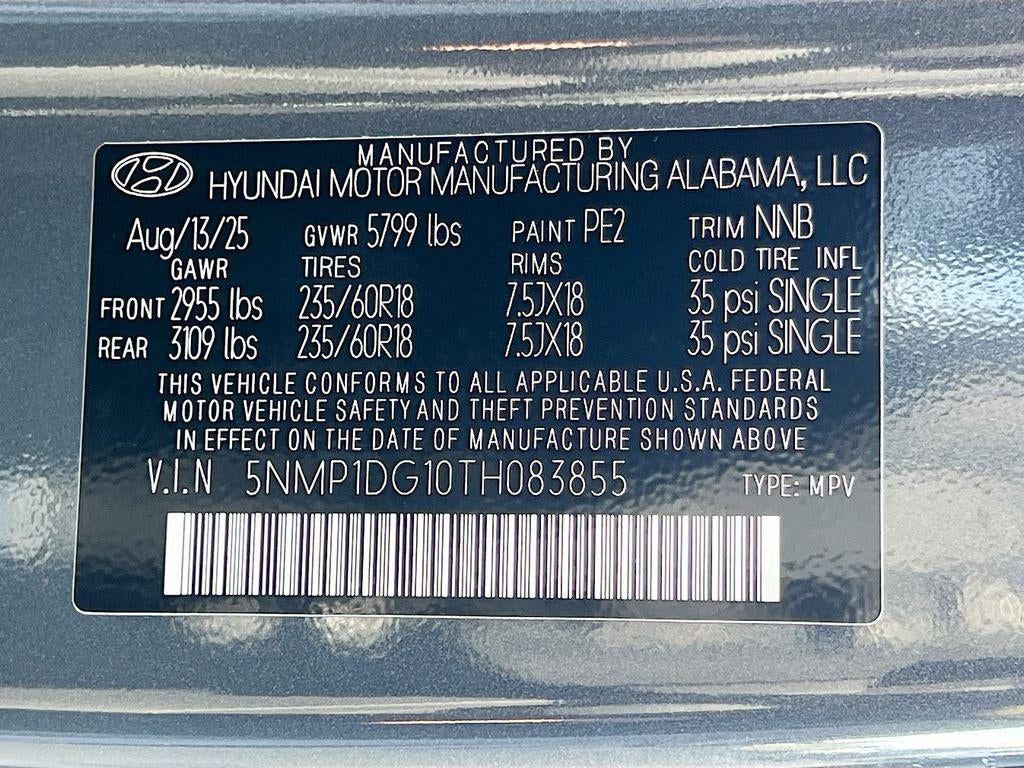 MANUFACTURED BY
HYUNDAI MOTOR MANUFACTURING ALABAMA, LLC
Aug/13/25 GVWR 5799 lbs PAINT PE2 TRIM NNB
GAWR TIRES RIMS COLD TIRE INFL
FRONT 2955 lbs 235/60R18 7.5JX18 35 psi SINGLE
REAR 3109 lbs 235/60R18 7.5JX18 35 psi SINGLE
THIS VEHICLE CONFORMS TO ALL APPLICABLE U.S.A. FEDERAL
MOTOR VEHICLE SAFETY AND THEFT PREVENTION STANDARDS
IN EFFECT ON THE DATE OF MANUFACTURE SHOWN ABOVE
V.I.N 5NMP1DG10TH083855 TYPE: MPV